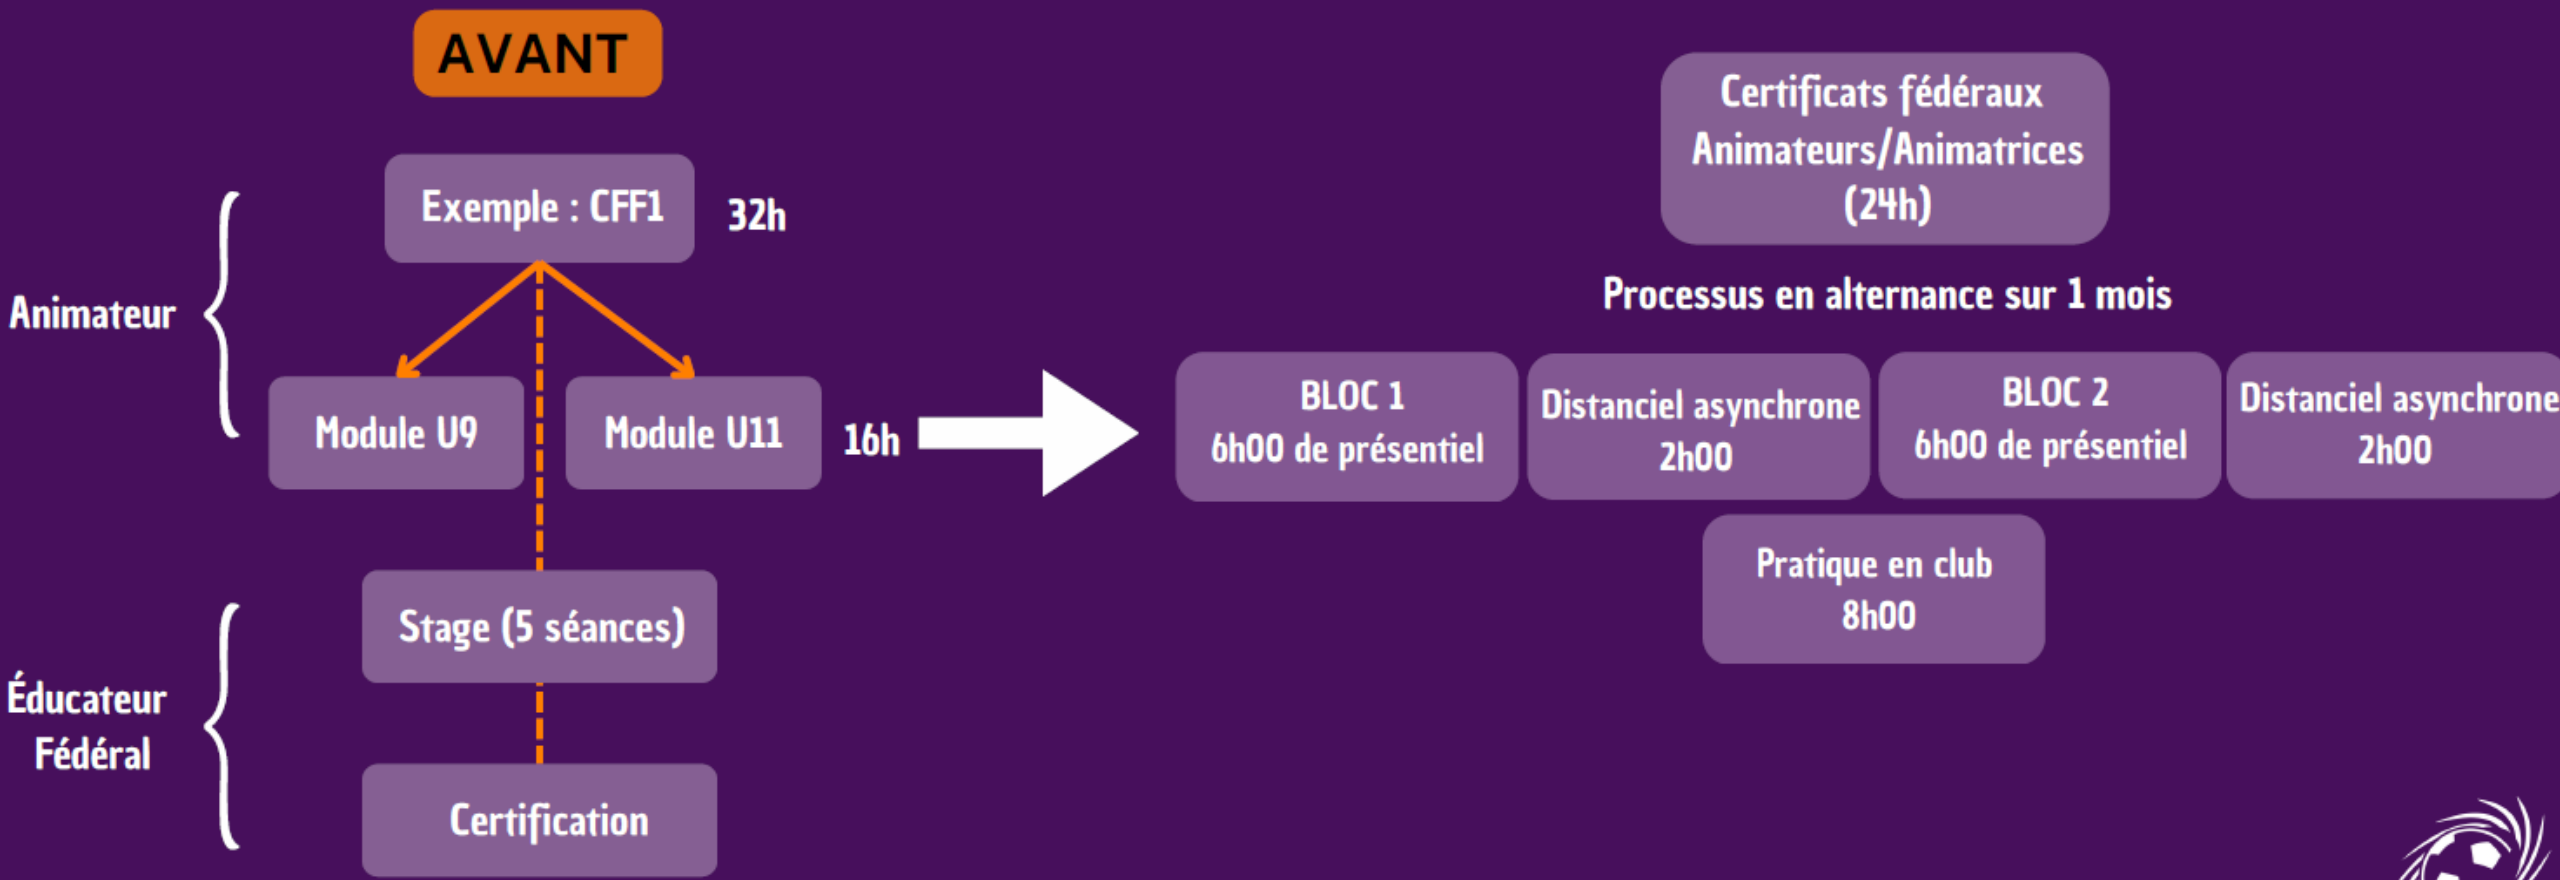 AVANT
Exemple : CFF1
32h
Animateur
Module U9
Module U11
16h
Stage (5 séances)
Éducateur
Fédéral
Certification
Certificats fédéraux
Animateurs/Animatrices
(24h)
Processus en alternance sur 1 mois
BLOC 1
6h00 de présentiel
Distanciel asynchrone
2h00
BLOC 2
6h00 de présentiel
Distanciel asynchrone
2h00
Pratique en club
8h00